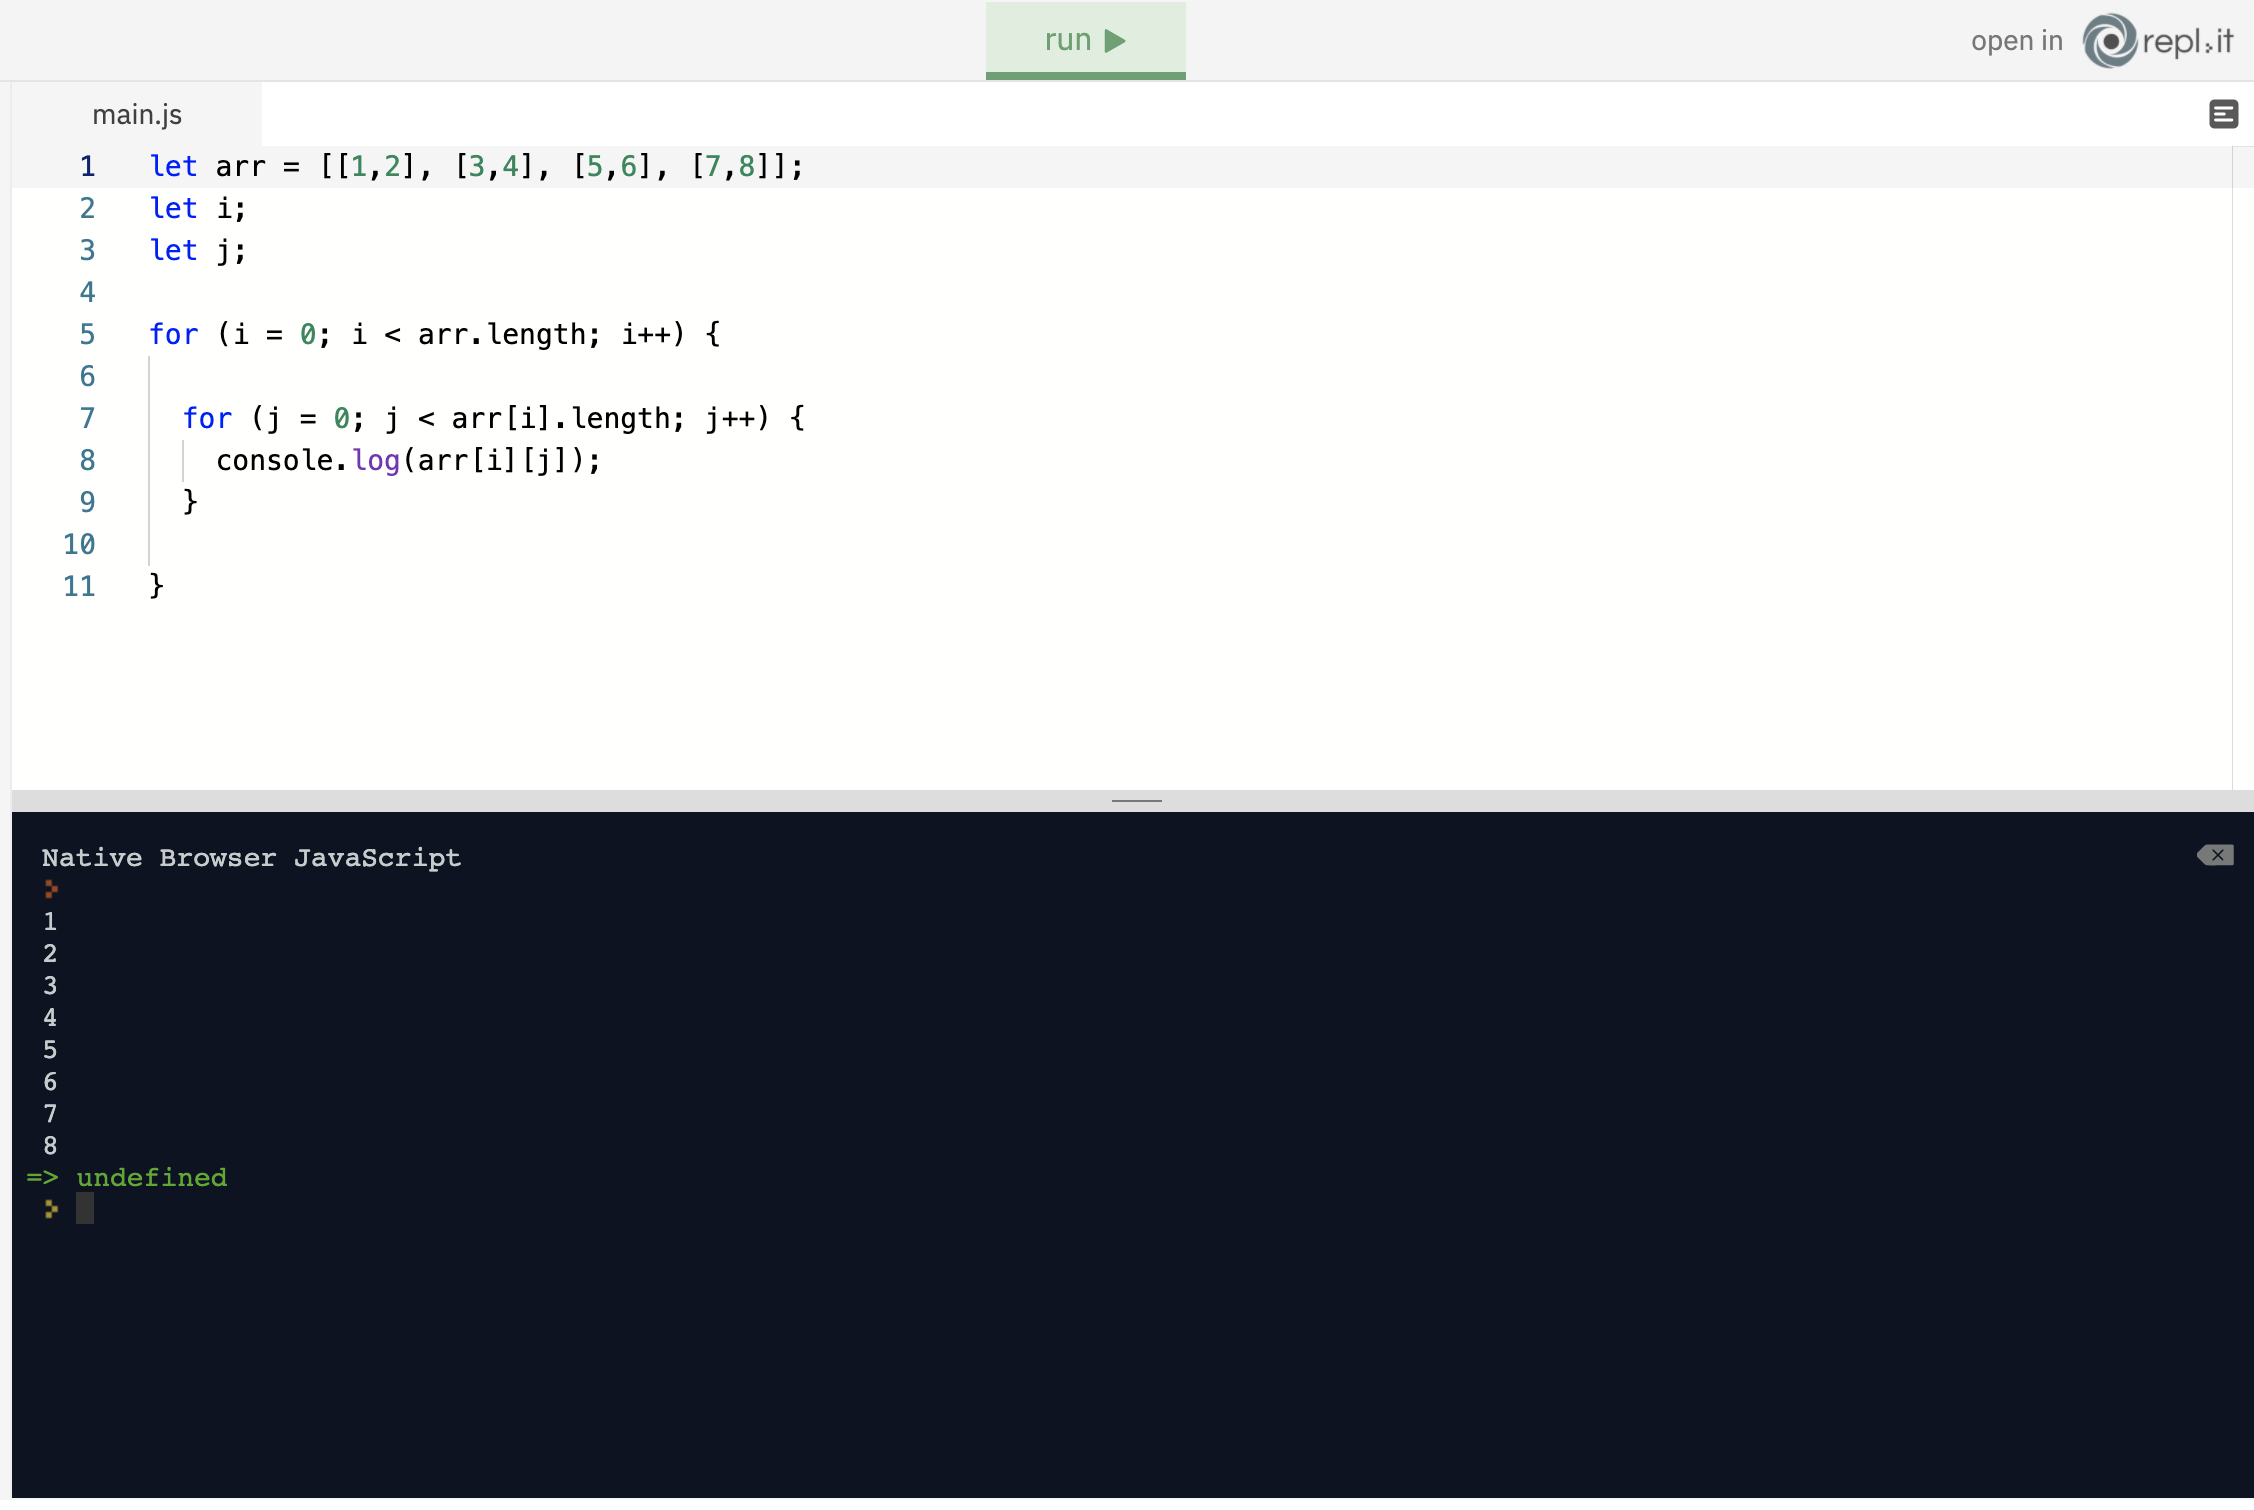 run
open in repl.it
main.js
1 let arr = [[1,2], [3,4], [5,6], [7,8]];
2 let i;
3 let j;
4
5 for (i = 0; i < arr.length; i++) {
6
7 for (j = 0; j < arr[i].length; j++) {
8 console.log(arr[i][j]);
9 }
10
11 }
Native Browser JavaScript
1
2
3
4
5
6
7
8
=> undefined